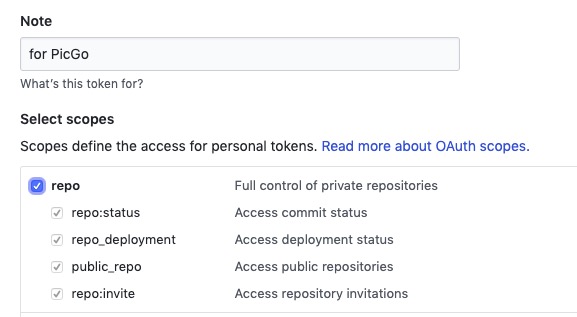 Note
for PicGo
What's this token for?
Select scopes
Scopes define the access for personal tokens. Read more about OAuth scopes.
repo Full control of private repositories
repo:status Access commit status
repo_deployment Access deployment status
public_repo Access public repositories
repo:invite Access repository invitations